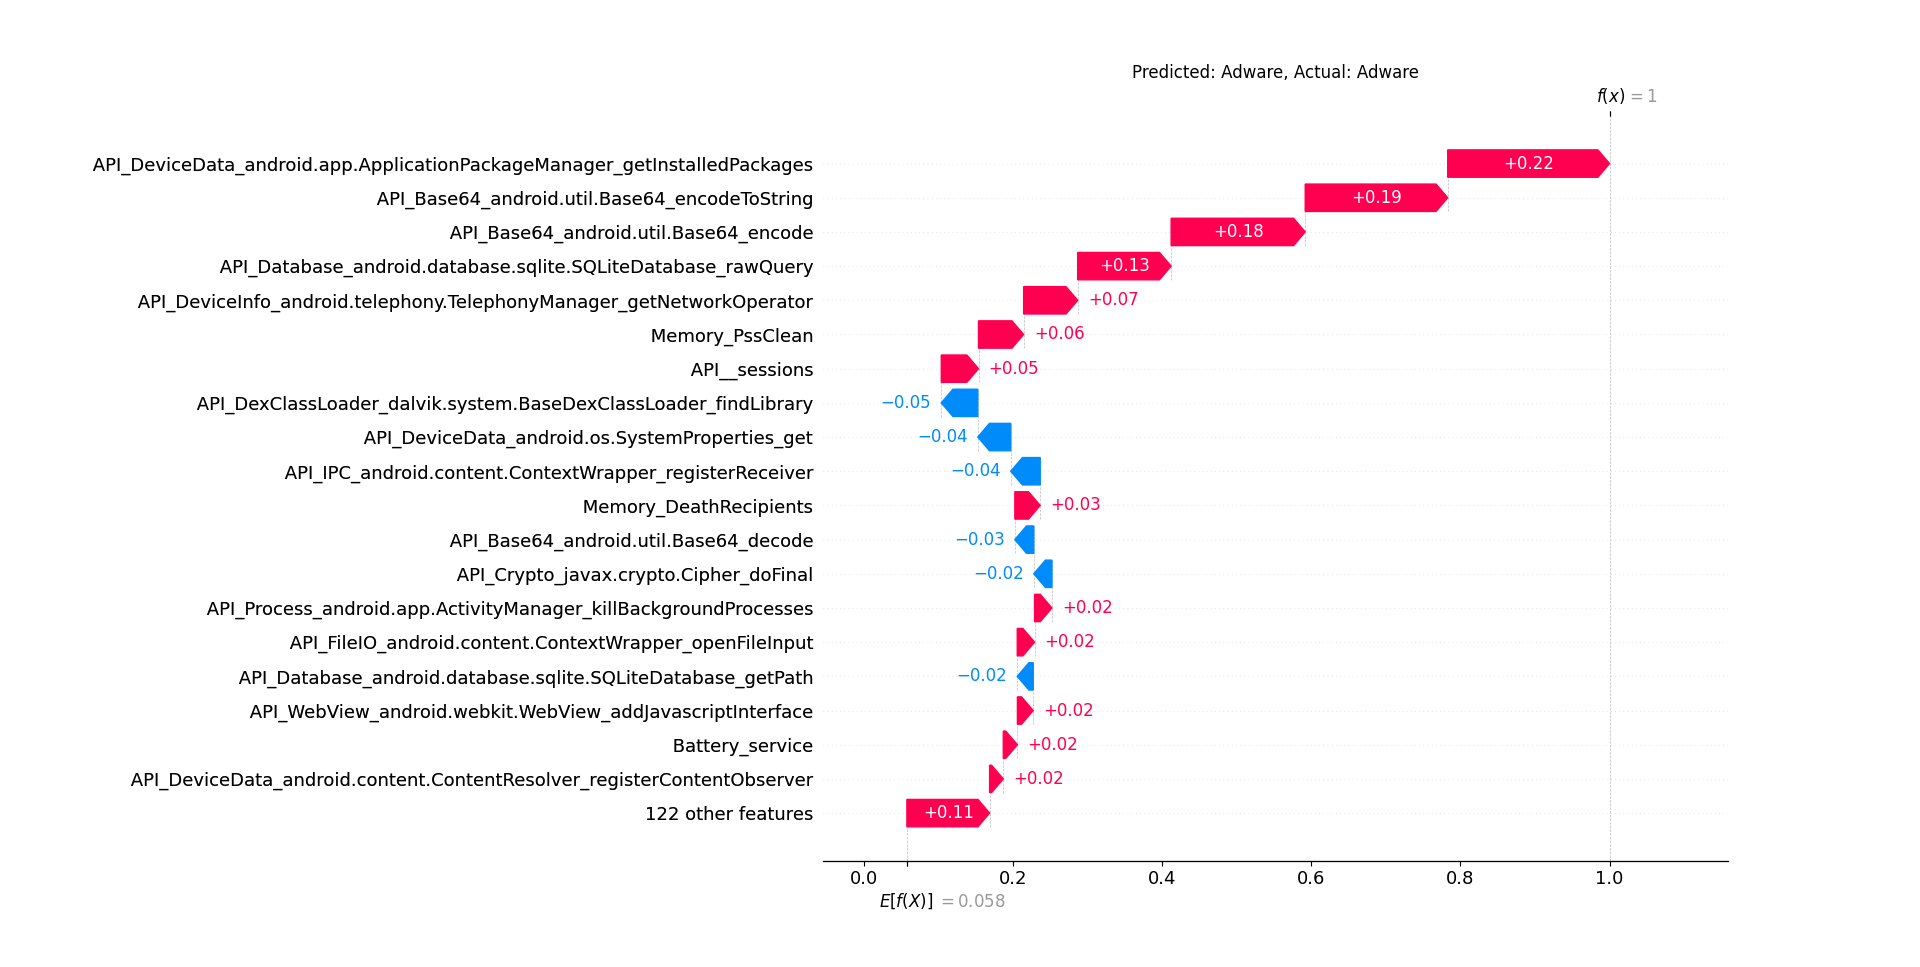 Predicted: Adware, Actual: Adware
f(x) = 1
API_DeviceData_android.app.ApplicationPackageManager_getInstalledPackages +0.22
API_Base64_android.util.Base64_encodeToString +0.19
API_Base64_android.util.Base64_encode +0.18
API_Database_android.database.sqlite.SQLiteDatabase_rawQuery +0.13
API_DeviceInfo_android.telephony.TelephonyManager_getNetworkOperator +0.07
Memory_PssClean +0.06
API__sessions +0.05
API_DexClassLoader_dalvik.system.BaseDexClassLoader_findLibrary −0.05
API_DeviceData_android.os.SystemProperties_get −0.04
API_IPC_android.content.ContextWrapper_registerReceiver −0.04
Memory_DeathRecipients +0.03
API_Base64_android.util.Base64_decode −0.03
API_Crypto_javax.crypto.Cipher_doFinal −0.02
API_Process_android.app.ActivityManager_killBackgroundProcesses +0.02
API_FileIO_android.content.ContextWrapper_openFileInput +0.02
API_Database_android.database.sqlite.SQLiteDatabase_getPath −0.02
API_WebView_android.webkit.WebView_addJavascriptInterface +0.02
Battery_service +0.02
API_DeviceData_android.content.ContentResolver_registerContentObserver +0.02
122 other features +0.11
0.0 0.2 0.4 0.6 0.8 1.0
E[f(X)] = 0.058